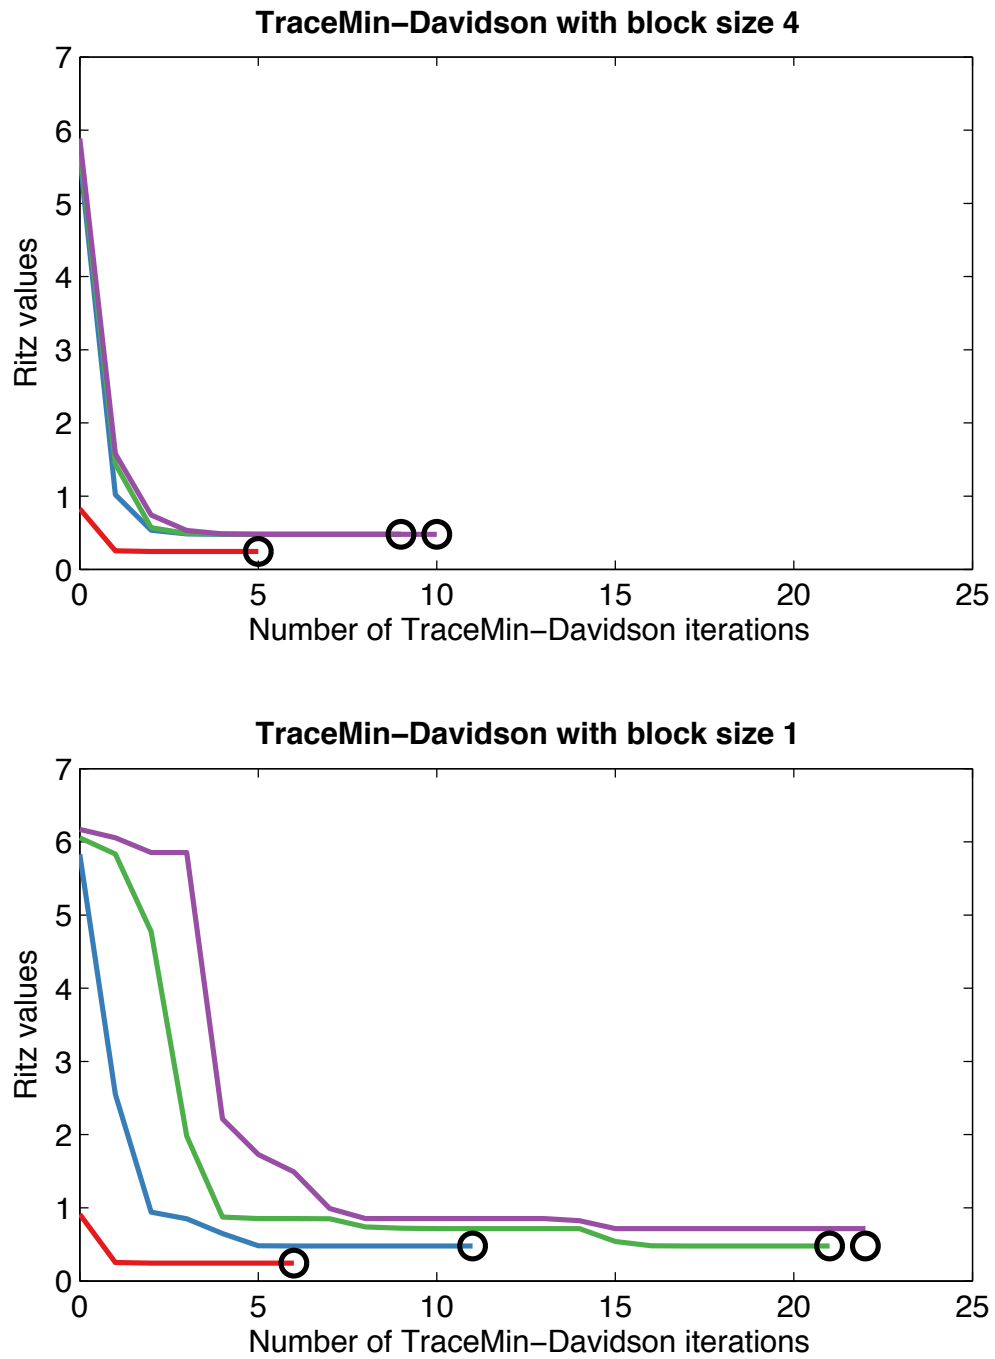 TraceMin−Davidson with block size 4
7
6
5
4
3
2
1
0
Ritz values
0 5 10 15 20 25
Number of TraceMin−Davidson iterations
TraceMin−Davidson with block size 1
7
6
5
4
3
2
1
0
Ritz values
0 5 10 15 20 25
Number of TraceMin−Davidson iterations